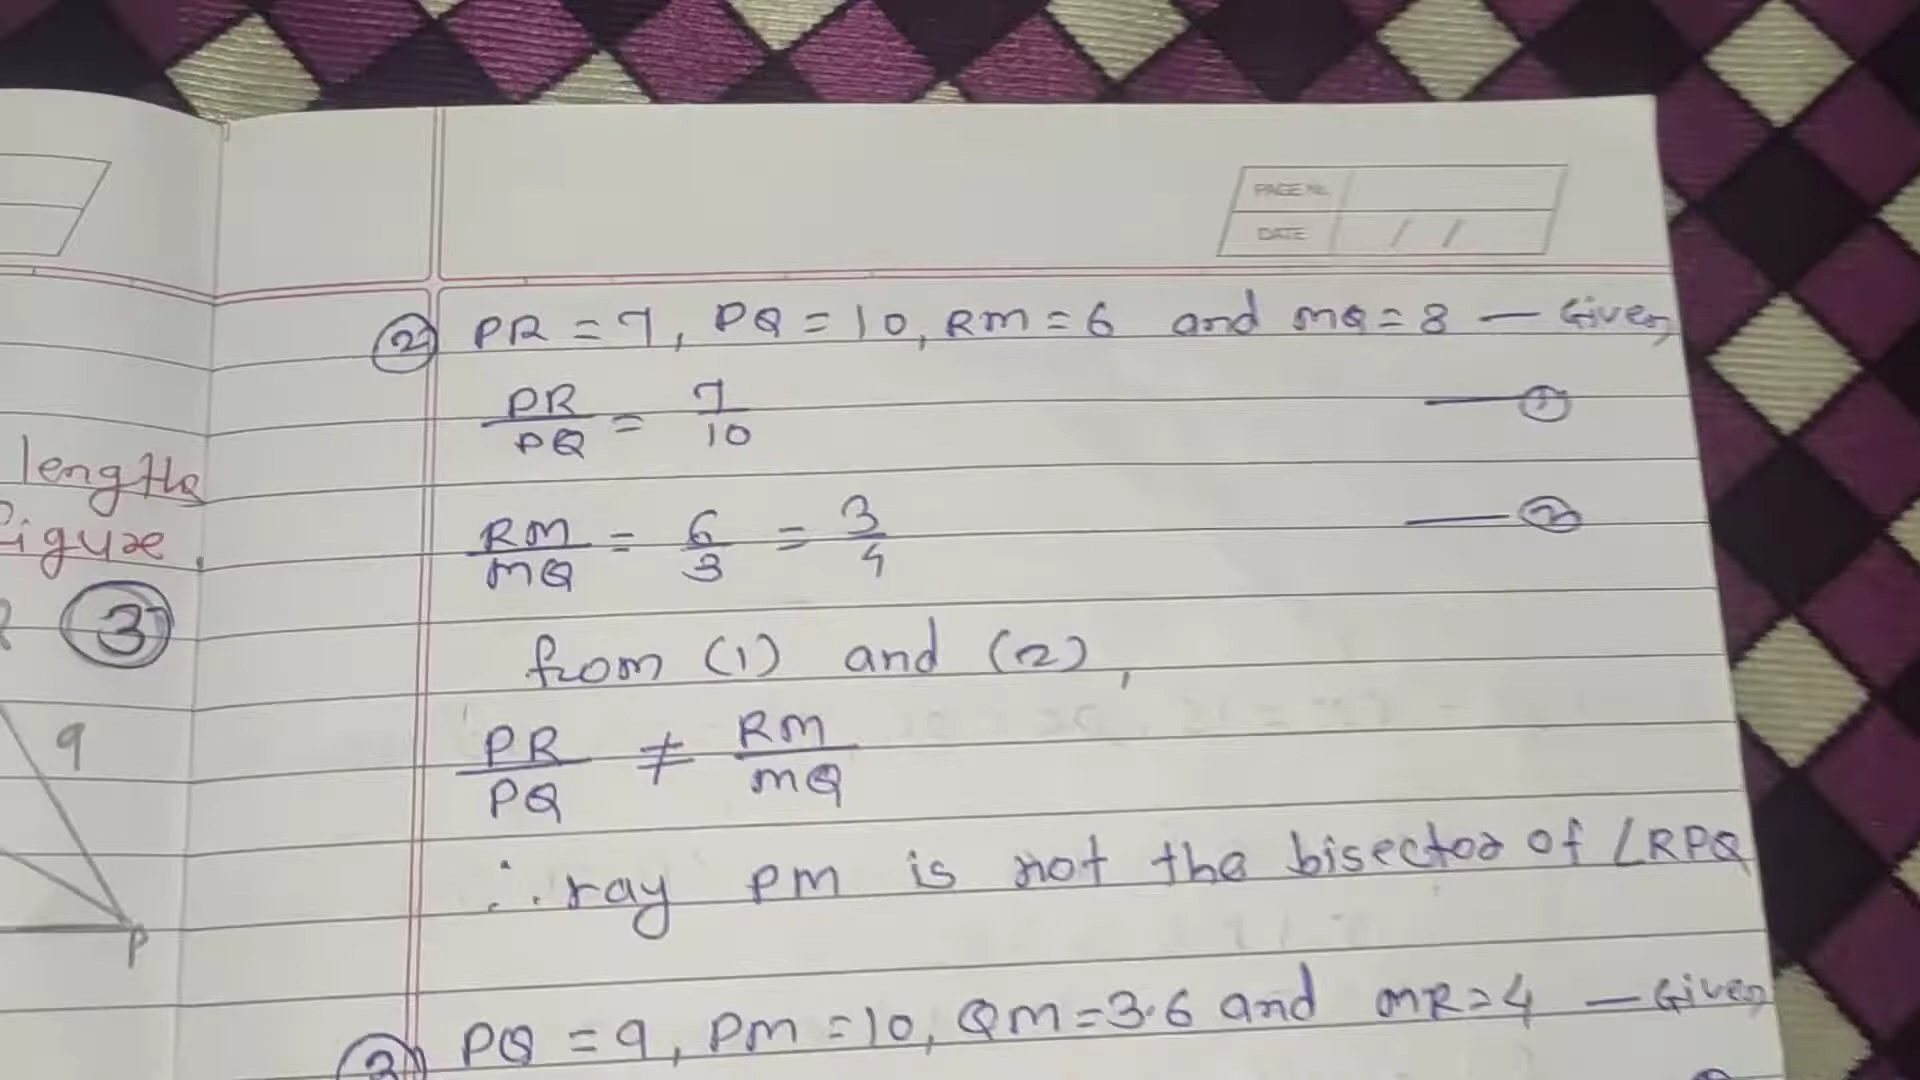 PAGE No.
DATE / /
length
figure.
3
9
P
2 PR = 7, PQ = 10, RM = 6 and MQ = 8 — Given
PR/PQ = 7/10 — 1
RM/MQ = 6/3 = 3/4 — 2
from (1) and (2),
PR/PQ ≠ RM/MQ
∴ ray PM is not the bisector of ∠RPQ
3 PQ = 9, PM = 10, QM = 3.6 and MR = 4 — Given